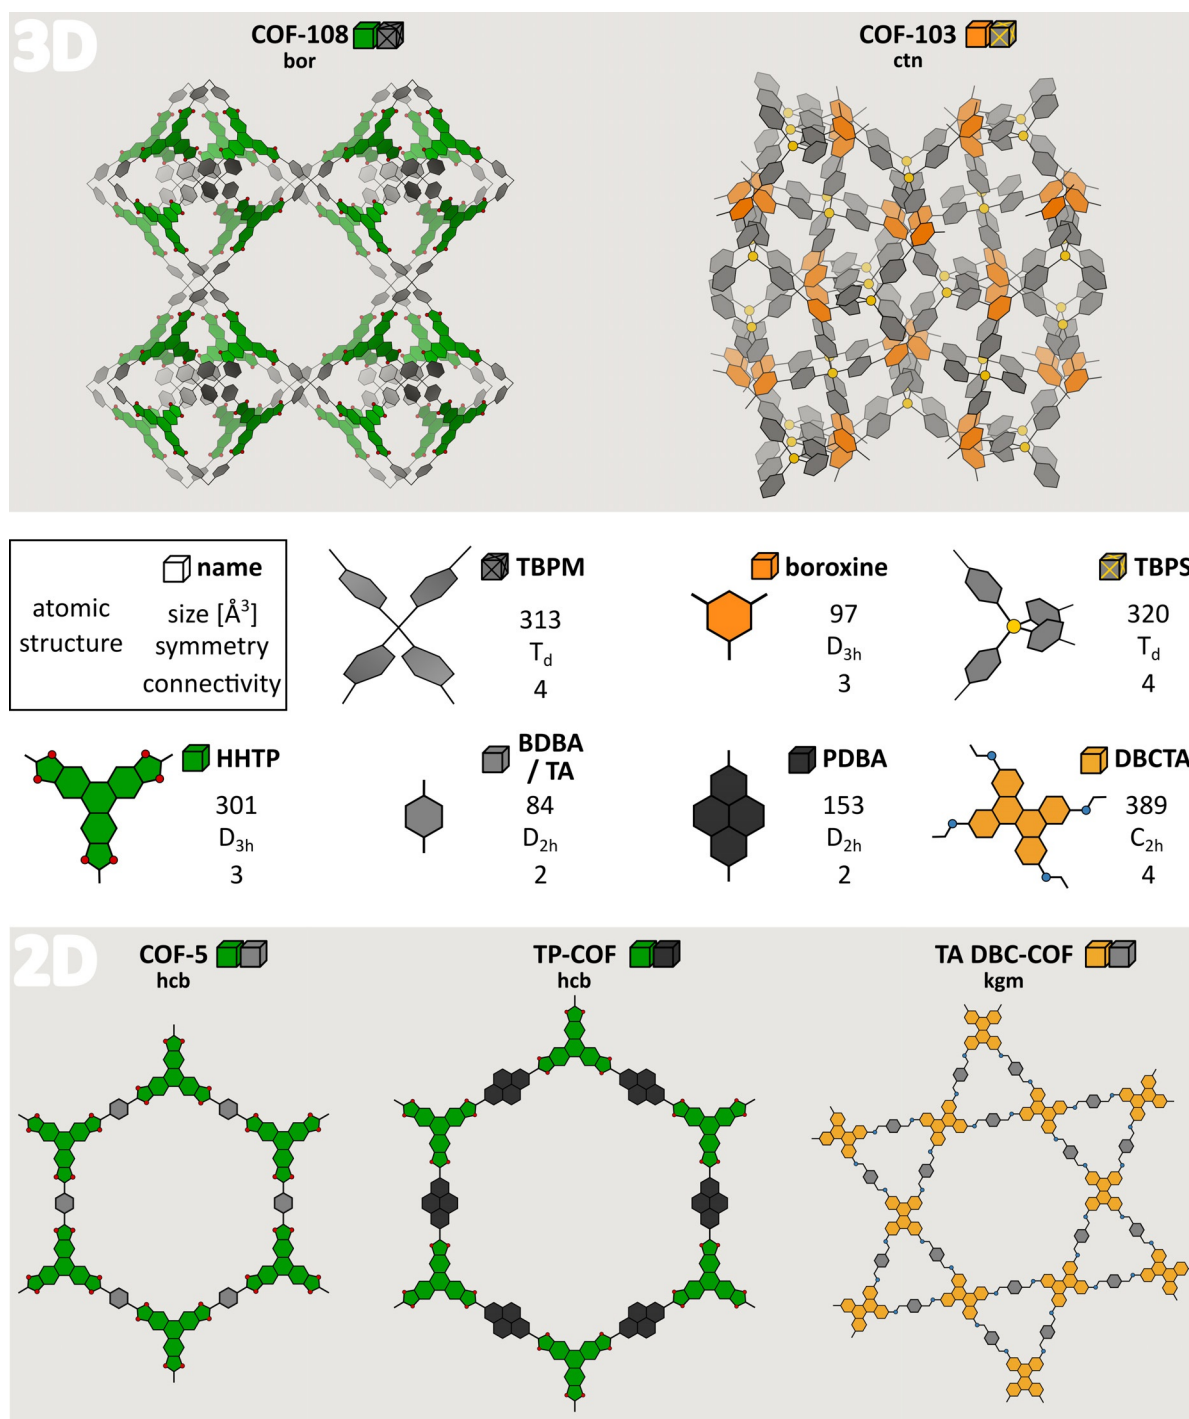 3D
COF-108
bor
COF-103
ctn
name
atomic
structure
size [Å³]
symmetry
connectivity
TBPM
313
T_d
4
boroxine
97
D_3h
3
TBPS
320
T_d
4
HHTP
301
D_3h
3
BDBA
/ TA
84
D_2h
2
PDBA
153
D_2h
2
DBCTA
389
C_2h
4
2D
COF-5
hcb
TP-COF
hcb
TA DBC-COF
kgm